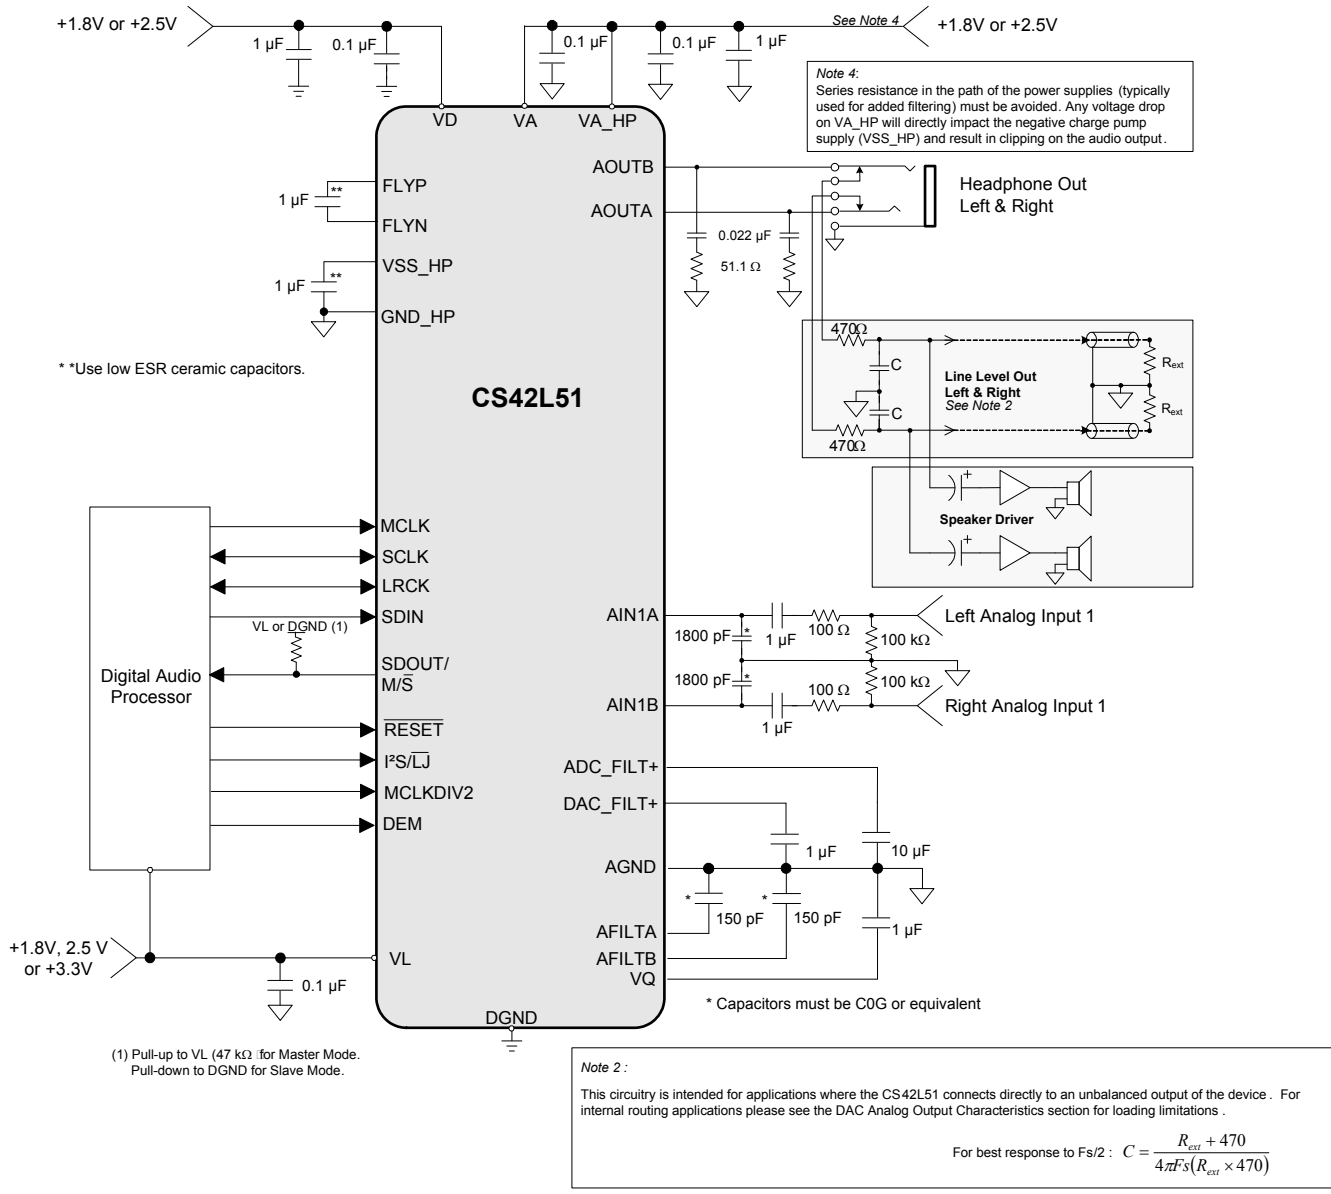 +1.8V or +2.5V
1 µF
0.1 µF
0.1 µF
0.1 µF
1 µF
See Note 4
+1.8V or +2.5V
Note 4:
Series resistance in the path of the power supplies (typically
used for added filtering) must be avoided. Any voltage drop
on VA_HP will directly impact the negative charge pump
supply (VSS_HP) and result in clipping on the audio output.
VD
VA
VA_HP
AOUTB
AOUTA
Headphone Out
Left & Right
0.022 µF
51.1 Ω
FLYP
FLYN
1 µF
**
VSS_HP
GND_HP
1 µF
**
* *Use low ESR ceramic capacitors.
CS42L51
470Ω
C
C
470Ω
Line Level Out
Left & Right
See Note 2
Rext
Rext
+
Speaker Driver
+
Digital Audio
Processor
MCLK
SCLK
LRCK
SDIN
VL or DGND (1)
SDOUT/
M/S̅
R̅E̅S̅E̅T̅
I²S/L̅J̅
MCLKDIV2
DEM
AIN1A
1800 pF
*
1 µF
100 Ω
100 kΩ
Left Analog Input 1
1800 pF
*
100 Ω
100 kΩ
AIN1B
1 µF
Right Analog Input 1
ADC_FILT+
DAC_FILT+
1 µF
10 µF
AGND
*
150 pF
*
150 pF
1 µF
AFILTA
AFILTB
VQ
* Capacitors must be C0G or equivalent
+1.8V, 2.5 V
or +3.3V
VL
0.1 µF
DGND
(1) Pull-up to VL (47 kΩ for Master Mode.
Pull-down to DGND for Slave Mode.
Note 2 :
This circuitry is intended for applications where the CS42L51 connects directly to an unbalanced output of the device . For
internal routing applications please see the DAC Analog Output Characteristics section for loading limitations .
For best response to Fs/2 : C = (Rext + 470) / (4πFs(Rext × 470))